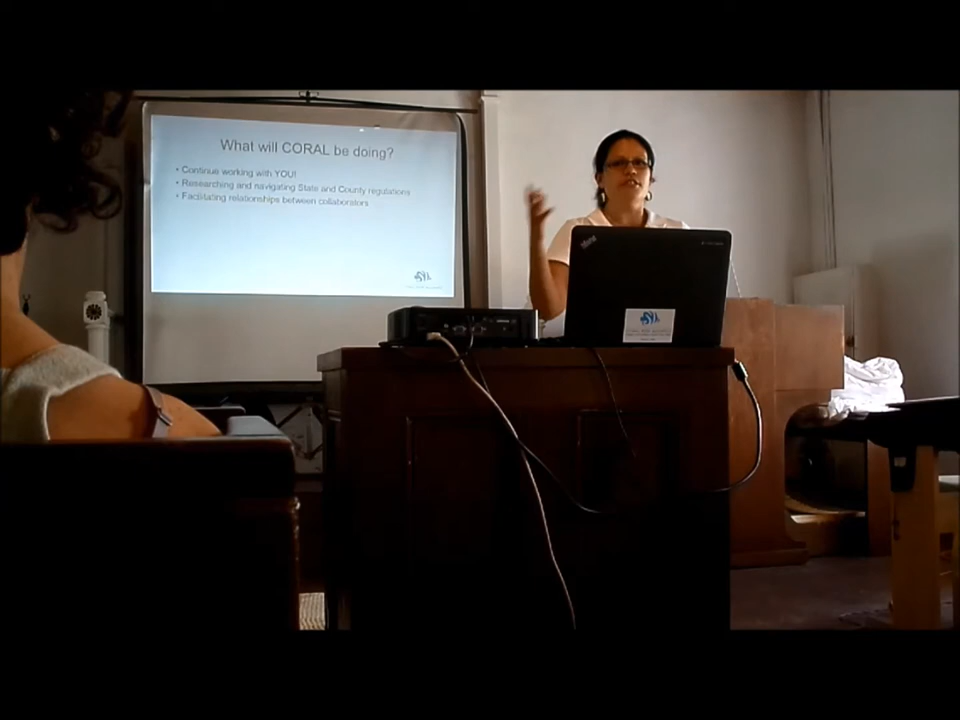 What will CORAL be doing?
• Continue working with YOU!
• Researching and navigating State and County regulations
• Facilitating relationships between collaborators